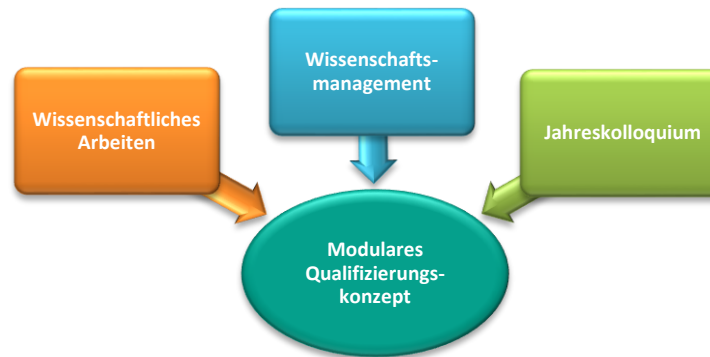 Wissenschaftliches
Arbeiten
Wissenschafts-
management
Jahreskolloquium
Modulares
Qualifizierungs-
konzept